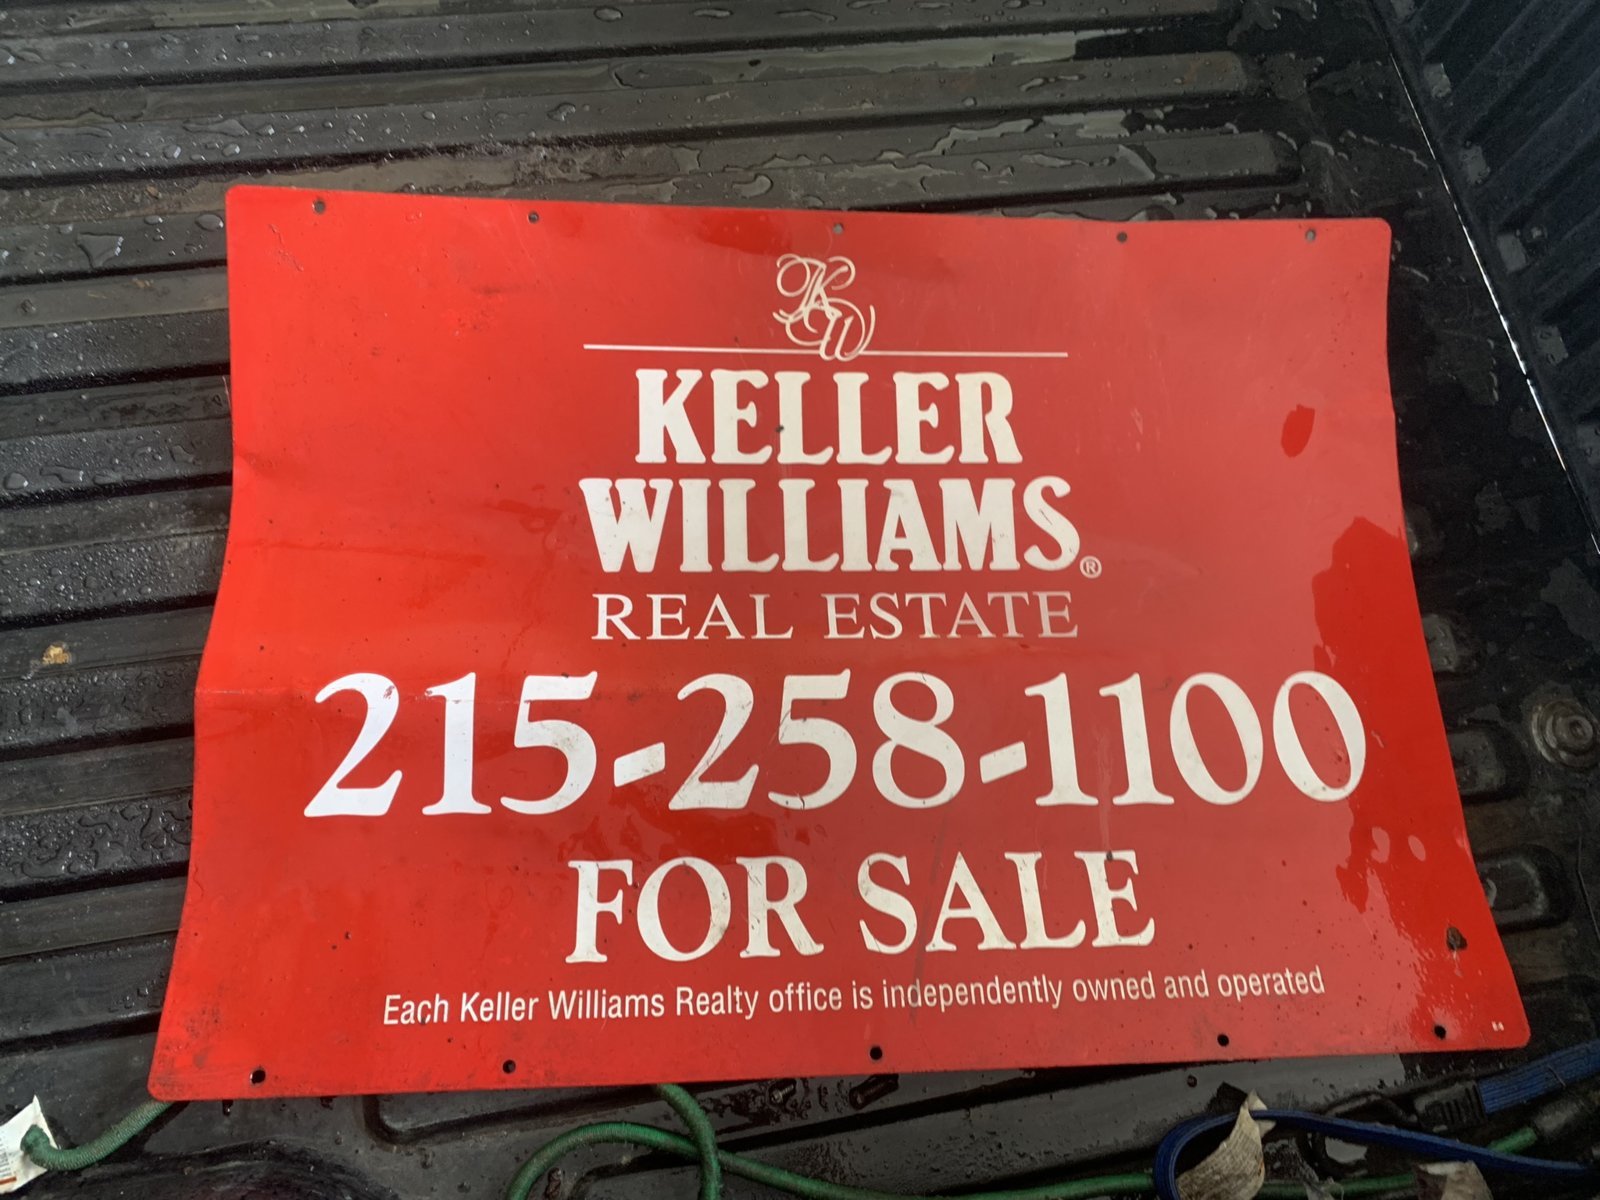 KW
KELLER
WILLIAMS®
REAL ESTATE
215-258-1100
FOR SALE
Each Keller Williams Realty office is independently owned and operated